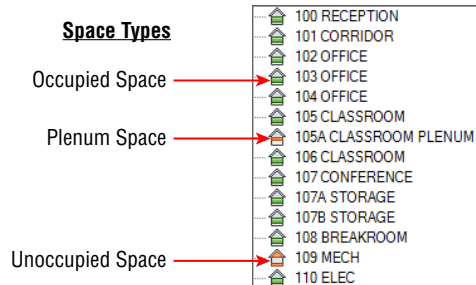 Space Types
Occupied Space
Plenum Space
Unoccupied Space
100 RECEPTION
101 CORRIDOR
102 OFFICE
103 OFFICE
104 OFFICE
105 CLASSROOM
105A CLASSROOM PLENUM
106 CLASSROOM
107 CONFERENCE
107A STORAGE
107B STORAGE
108 BREAKROOM
109 MECH
110 ELEC